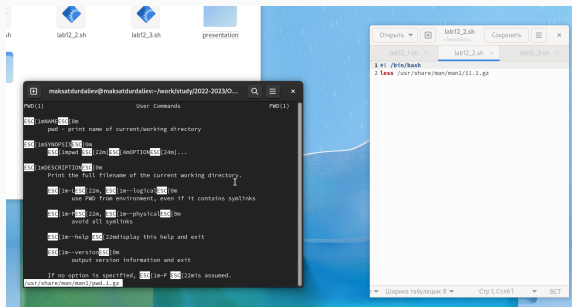 sh
lab12_2.sh
lab12_3.sh
presentation
maksatdurdaliev@maksatdurdaliev:~/work/study/2022-2023/О...
PWD(1) User Commands PWD(1)
ESC[1mNAMEESC[0m
pwd - print name of current/working directory
ESC[1mSYNOPSISESC[0m
ESC[1mpwd ESC[22m[ESC[4mOPTIONESC[24m]...
ESC[1mDESCRIPTIONESC[0m
Print the full filename of the current working directory.
ESC[1m-LESC[22m, ESC[1m--logicalESC[0m
use PWD from environment, even if it contains symlinks
ESC[1m-PESC[22m, ESC[1m--physicalESC[0m
avoid all symlinks
ESC[1m--help ESC[22mdisplay this help and exit
ESC[1m--versionESC[0m
output version information and exit
If no option is specified, ESC[1m-P ESC[22mis assumed.
/usr/share/man/man1/pwd.1.gz
Открыть
lab12_2.sh
Сохранить
lab12_1.sh
lab12_2.sh
lab12_3.sh
1 #! /bin/bash
2 less /usr/share/man/man1/$1.1.gz
Ширина табуляции: 8
Стр 1, Стлб 1
ВСТ